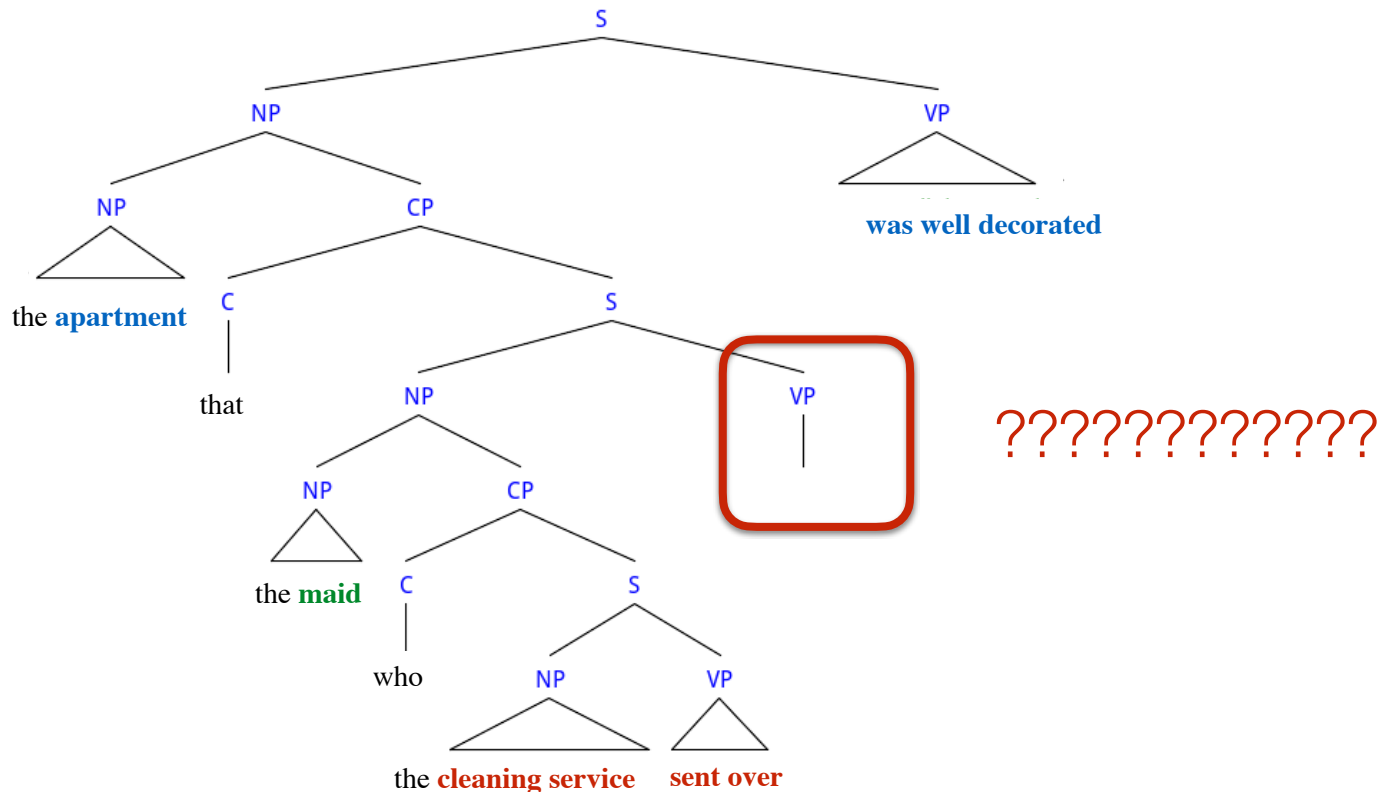 S
NP VP
NP CP
was well decorated
C S
the apartment
NP VP
that
????????????
NP CP
the maid
C S
who
NP VP
the cleaning service sent over